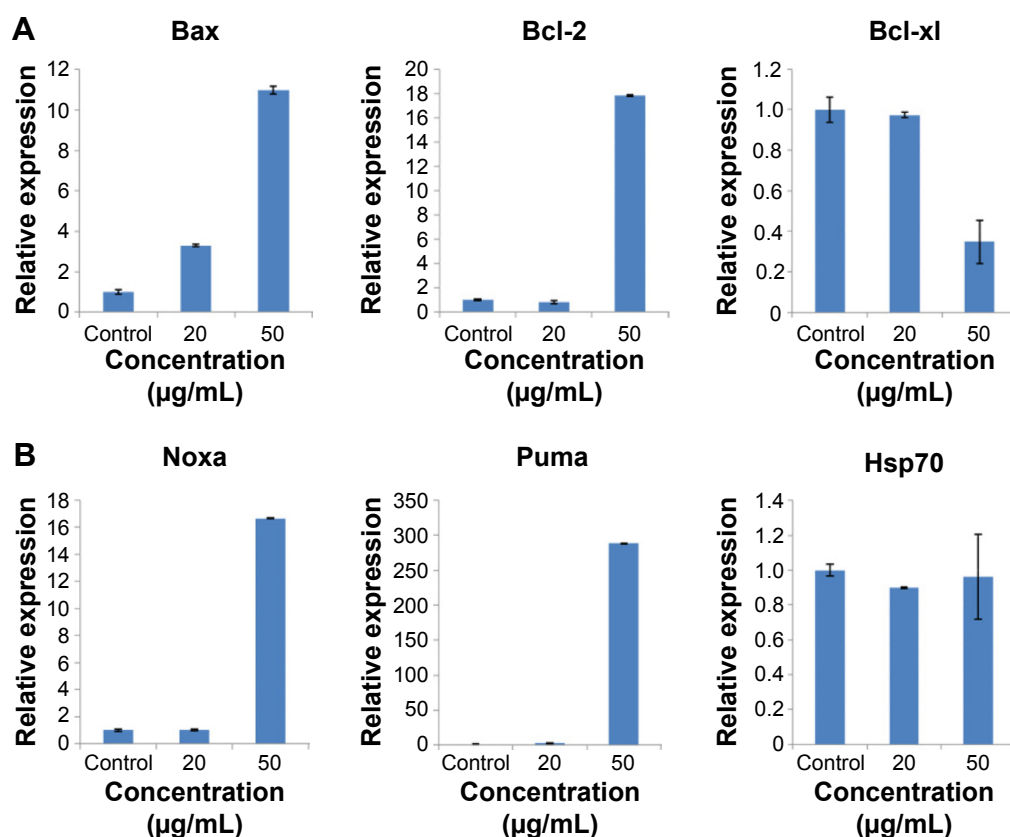 A
Bax
Relative expression
12
10
8
6
4
2
0
Control 20 50
Concentration
(µg/mL)
Bcl-2
Relative expression
20
18
16
14
12
10
8
6
4
2
0
Control 20 50
Concentration
(µg/mL)
Bcl-xl
Relative expression
1.2
1.0
0.8
0.6
0.4
0.2
0
Control 20 50
Concentration
(µg/mL)
B
Noxa
Relative expression
18
16
14
12
10
8
6
4
2
0
Control 20 50
Concentration
(µg/mL)
Puma
Relative expression
350
300
250
200
150
100
50
0
Control 20 50
Concentration
(µg/mL)
Hsp70
Relative expression
1.4
1.2
1.0
0.8
0.6
0.4
0.2
0
Control 20 50
Concentration
(µg/mL)